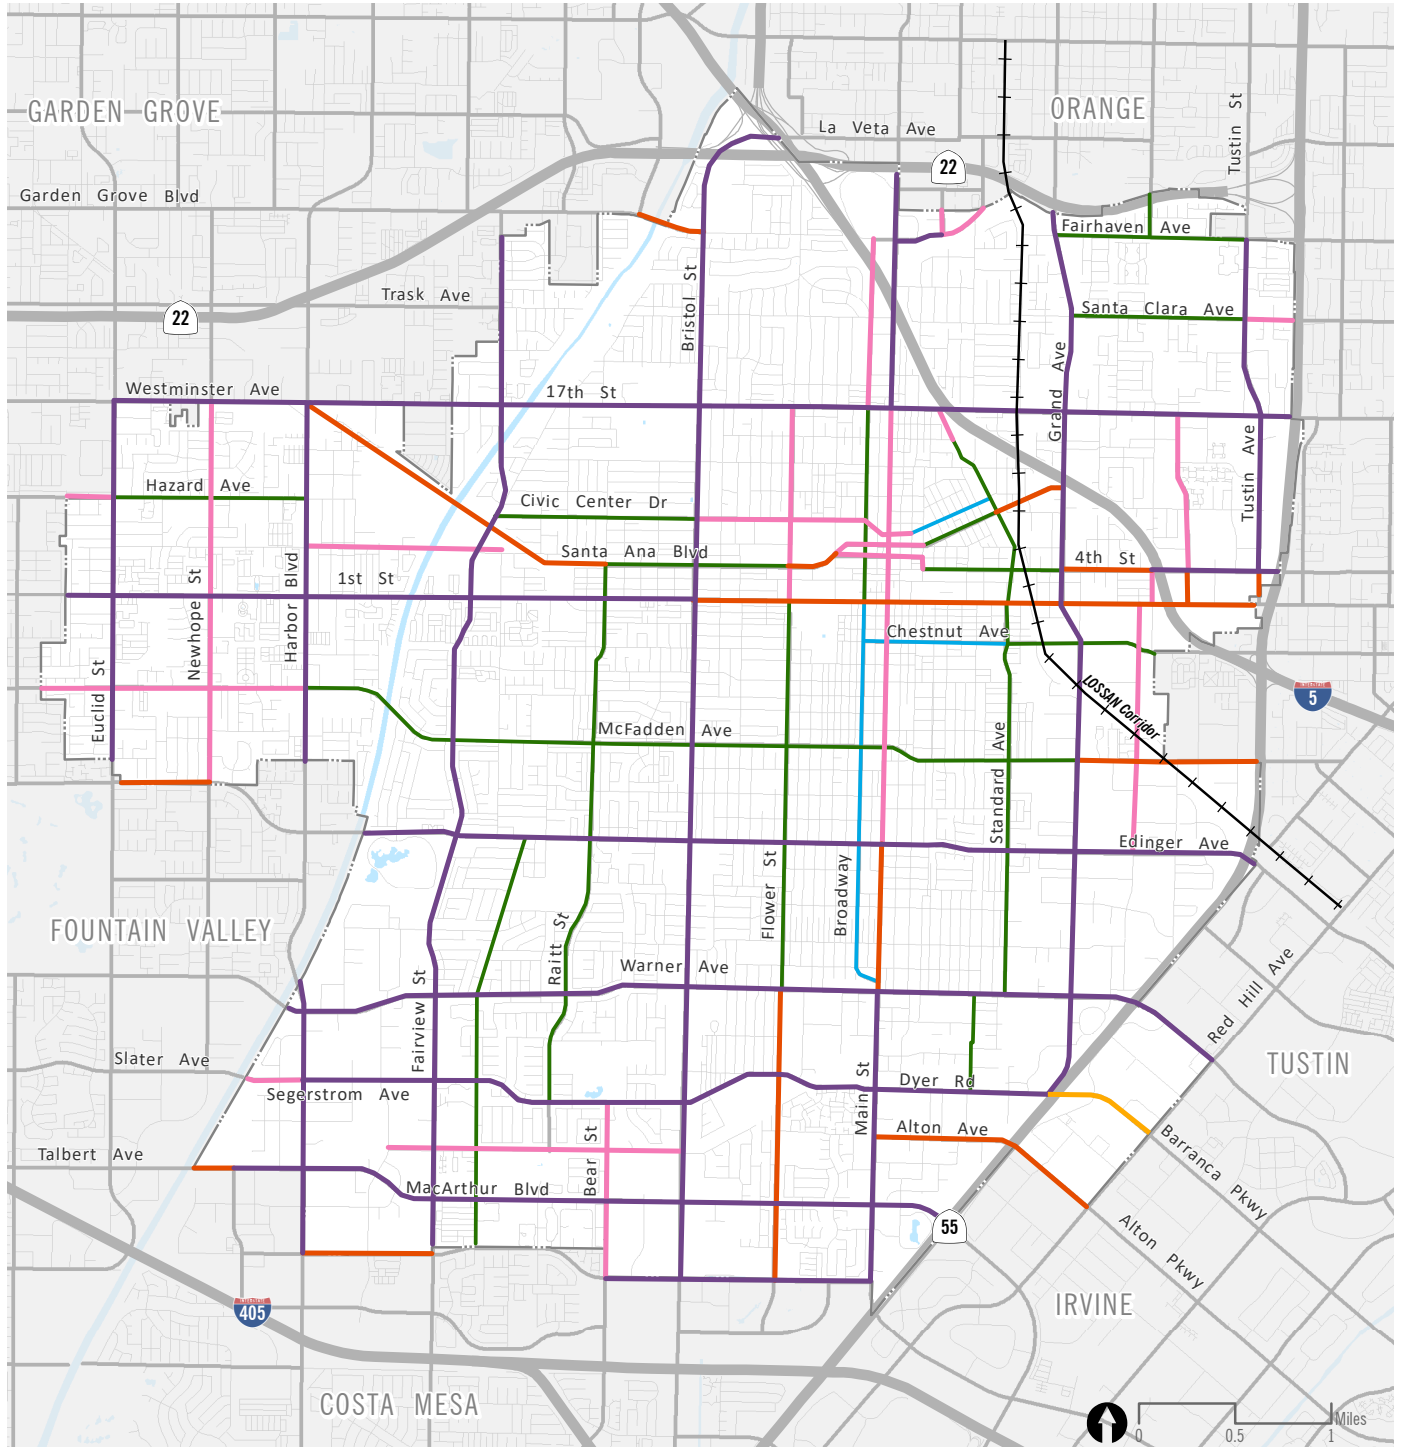 GARDEN GROVE
ORANGE
Tustin St
La Veta Ave
22
Garden Grove Blvd
Fairhaven Ave
Trask Ave
Bristol St
Santa Clara Ave
22
Grand Ave
Westminster Ave
17th St
Tustin Ave
Hazard Ave
Civic Center Dr
Santa Ana Blvd
4th St
1st St
Harbor Blvd
Newhope St
Chestnut Ave
Euclid St
LOSSAN Corridor
INTERSTATE
5
McFadden Ave
Standard Ave
Edinger Ave
Flower St
Broadway
FOUNTAIN VALLEY
Raitt St
Warner Ave
Fairview St
Red Hill Ave
Slater Ave
TUSTIN
Segerstrom Ave
Dyer Rd
Main St
Alton Ave
Bear St
Barranca Pkwy
Talbert Ave
MacArthur Blvd
55
Alton Pkwy
INTERSTATE
405
IRVINE
COSTA MESA
Miles
0 0.5 1